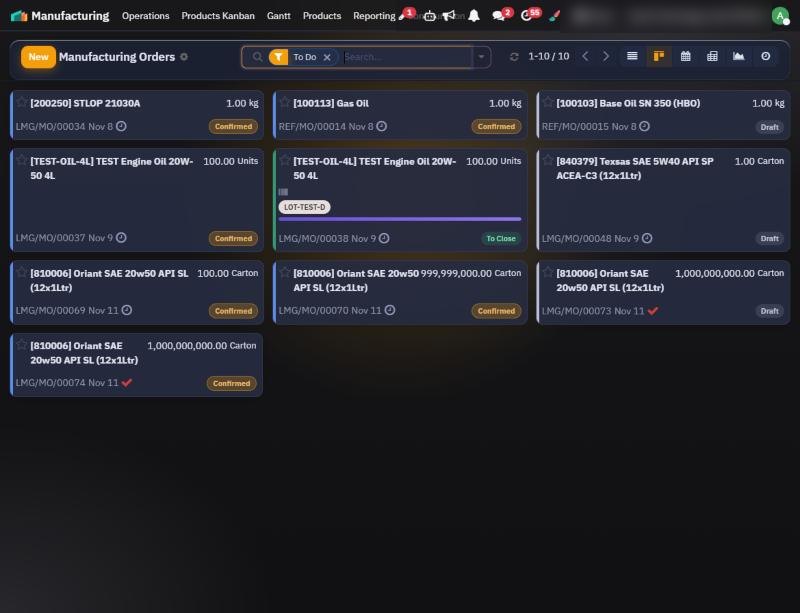 Manufacturing Operations Products Kanban Gantt Products Reporting 1 2 55 A
New Manufacturing Orders To Do Search... 1-10 / 10
[200250] STLOP 21030A 1.00 kg
LMG/MO/00034 Nov 8 Confirmed
[100113] Gas Oil 1.00 kg
REF/MO/00014 Nov 8 Confirmed
[100103] Base Oil SN 350 (HBO) 1.00 kg
REF/MO/00015 Nov 8 Draft
[TEST-OIL-4L] TEST Engine Oil 20W- 100.00 Units
50 4L
LMG/MO/00037 Nov 9 Confirmed
[TEST-OIL-4L] TEST Engine Oil 20W- 100.00 Units
50 4L
LOT-TEST-D
LMG/MO/00038 Nov 9 To Close
[840379] Texsas SAE 5W40 API SP 1.00 Carton
ACEA-C3 (12x1Ltr)
LMG/MO/00048 Nov 9 Draft
[810006] Oriant SAE 20w50 API SL 100.00 Carton
(12x1Ltr)
LMG/MO/00069 Nov 11 Confirmed
[810006] Oriant SAE 20w50 999,999,000.00 Carton
API SL (12x1Ltr)
LMG/MO/00070 Nov 11 Confirmed
[810006] Oriant SAE 1,000,000,000.00 Carton
20w50 API SL (12x1Ltr)
LMG/MO/00073 Nov 11 Draft
[810006] Oriant SAE 1,000,000,000.00 Carton
20w50 API SL (12x1Ltr)
LMG/MO/00074 Nov 11 Confirmed